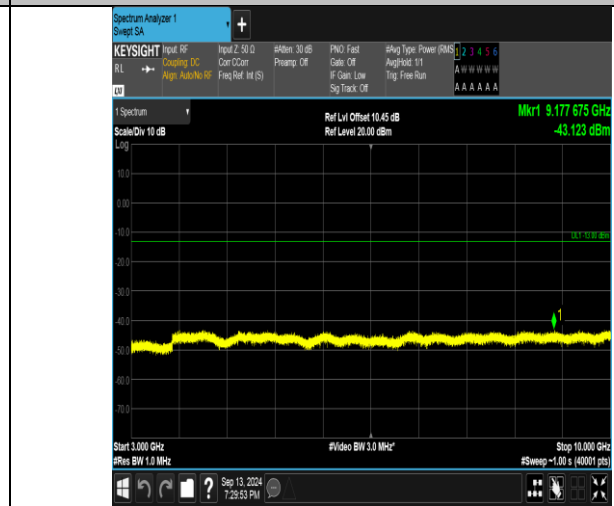 Spectrum Analyzer 1
Swept SA
+
KEYSIGHT Input: RF Input Z: 50 Ω #Atten: 30 dB PNO: Fast #Avg Type: Power (RMS 1 2 3 4 5 6
RL Coupling: DC Corr CCorr Preamp: Off Gate: Off Avg|Hold: 1/1 A W W W W W
Align: Auto/No RF Freq Ref: Int (S) IF Gain: Low Trig: Free Run
Sig Track: Off A A A A A A
LXI
1 Spectrum Ref Lvl Offset 10.45 dB Mkr1 9.177 675 GHz
Scale/Div 10 dB Ref Level 20.00 dBm -43.123 dBm
Log
10.0
0.00
-10.0
DL1 -13.00 dBm
-20.0
-30.0
-40.0
1
-50.0
-60.0
-70.0
Start 3.000 GHz #Video BW 3.0 MHz* Stop 10.000 GHz
#Res BW 1.0 MHz #Sweep ~1.00 s (40001 pts)
? Sep 13, 2024
7:29:53 PM